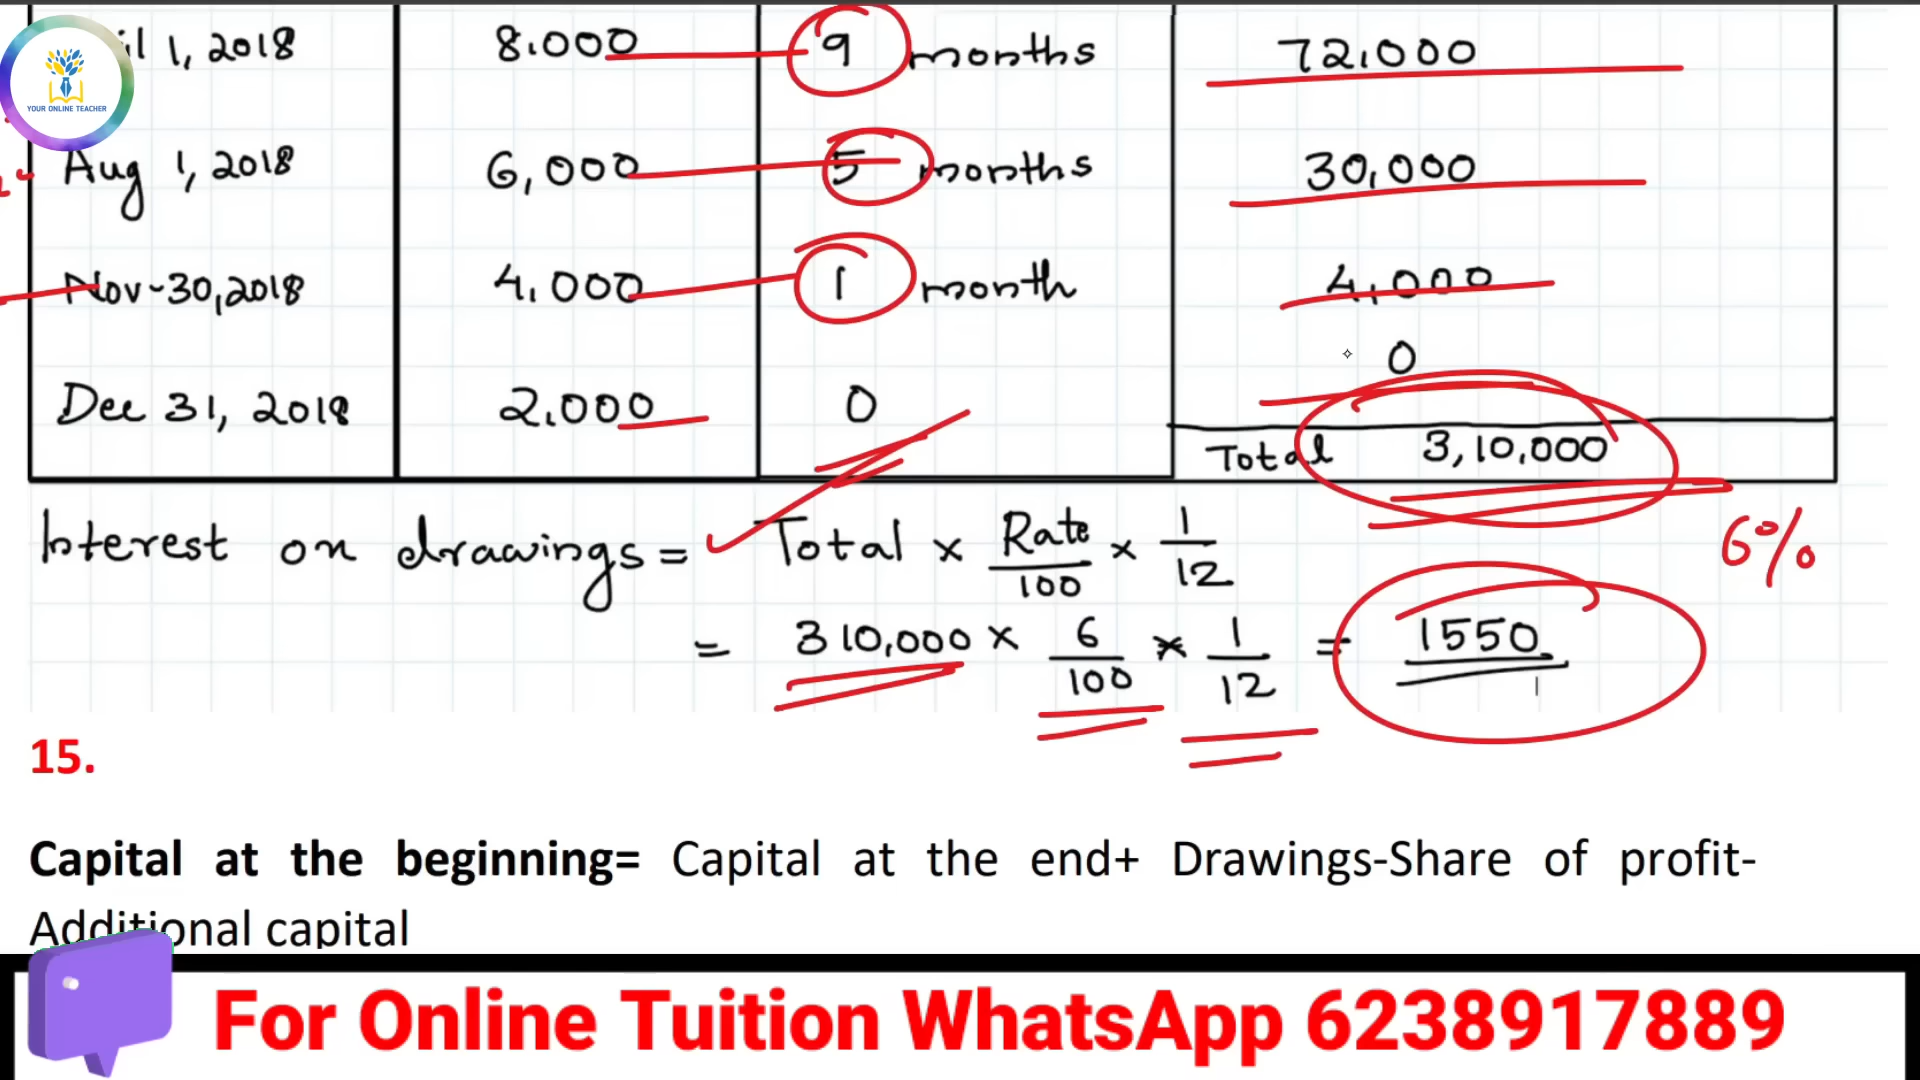 il 1, 2018 8,000 9 months 72,000
YOUR ONLINE TEACHER
Aug 1, 2018 6,000 5 months 30,000
Nov-30,2018 4,000 1 month 4,000
0
Dec 31, 2018 2,000 0
Total 3,10,000
Interest on drawings = Total × Rate/100 × 1/12
6%
= 310,000 × 6/100 × 1/12 = 1550
15.
Capital at the beginning= Capital at the end+ Drawings-Share of profit-
Additional capital
For Online Tuition WhatsApp 6238917889